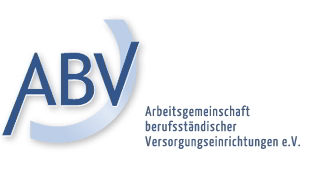 ABV
Arbeitsgemeinschaft
berufsständischer
Versorgungseinrichtungen e.V.